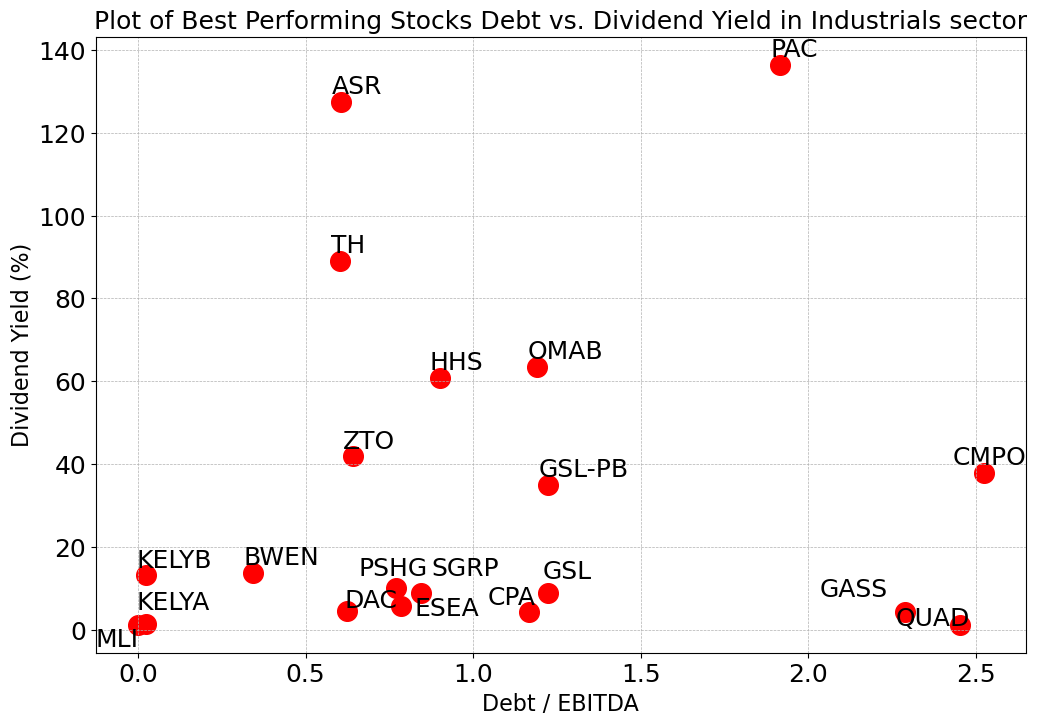 Plot of Best Performing Stocks Debt vs. Dividend Yield in Industrials sector
140
PAC
ASR
120
100
TH
80
OMAB
HHS
60
ZTO
GSL-PB
CMPO
40
20
KELYB
BWEN
PSHG
SGRP
GSL
GASS
KELYA
DAC
ESEA
CPA
QUAD
0
MLI
0.0
0.5
1.0
1.5
2.0
2.5
Debt / EBITDA
Dividend Yield (%)